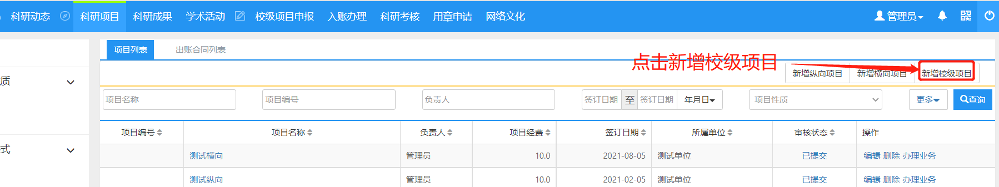 科研动态 科研项目 科研成果 学术活动 校级项目申报 入账办理 科研考核 用章申请 网络文化 管理员
项目列表 出账合同列表
点击新增校级项目
新增纵向项目 新增横向项目 新增校级项目
质
项目名称 项目编号 负责人 签订日期 至 签订日期 年月日 项目性质 更多 查询
项目编号 项目名称 负责人 项目经费 签订日期 所属单位 审核状态 操作
式
测试横向 管理员 10.0 2021-08-05 测试单位 已提交 编辑 删除 办理业务
测试纵向 管理员 10.0 2021-02-05 测试单位 已提交 编辑 删除 办理业务